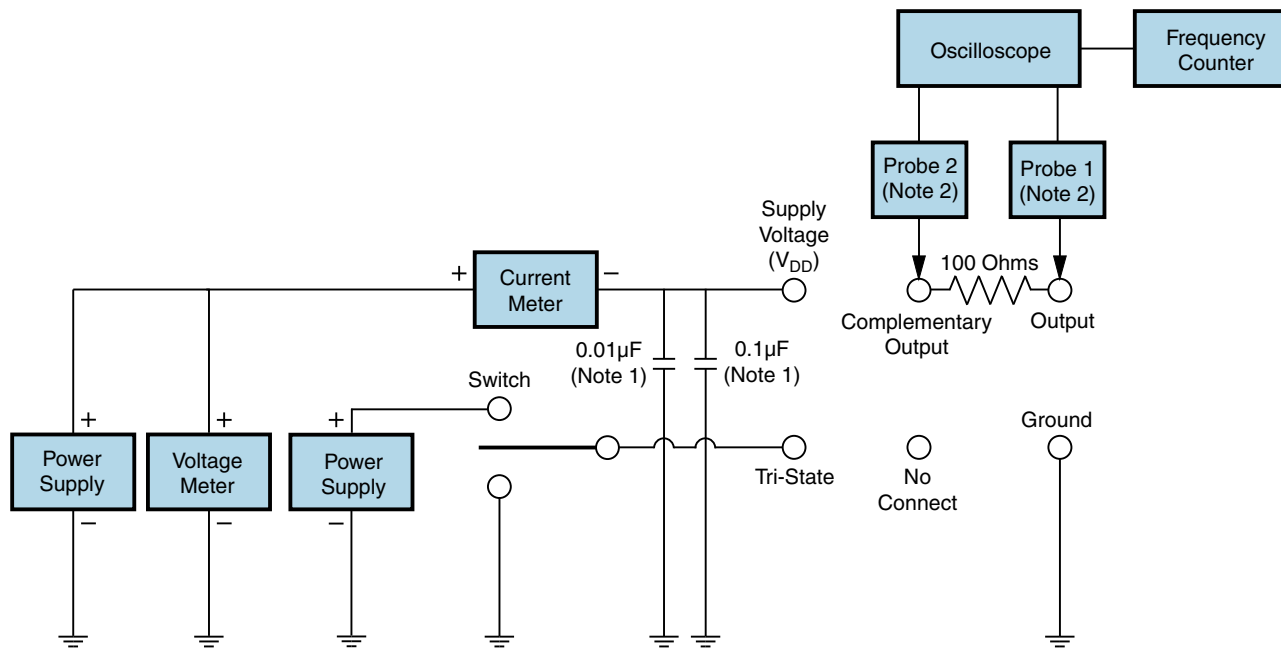 Oscilloscope
Frequency
Counter
Probe 2
(Note 2)
Probe 1
(Note 2)
Supply
Voltage
(VDD)
100 Ohms
+
Current
Meter
−
Complementary
Output
Output
0.01µF
(Note 1)
0.1µF
(Note 1)
Switch
+
Power
Supply
−
+
Voltage
Meter
−
+
Power
Supply
−
Tri-State
No
Connect
Ground